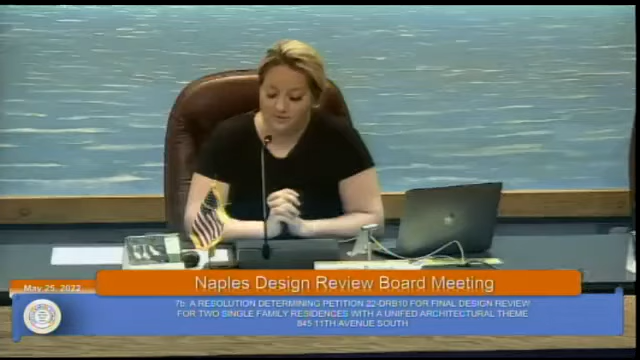 Naples Design Review Board Meeting
May 25, 2022
7b. A RESOLUTION DETERMINING PETITION 22-DRB10 FOR FINAL DESIGN REVIEW
FOR TWO SINGLE FAMILY RESIDENCES WITH A UNIFED ARCHITECTURAL THEME
845 11TH AVENUE SOUTH